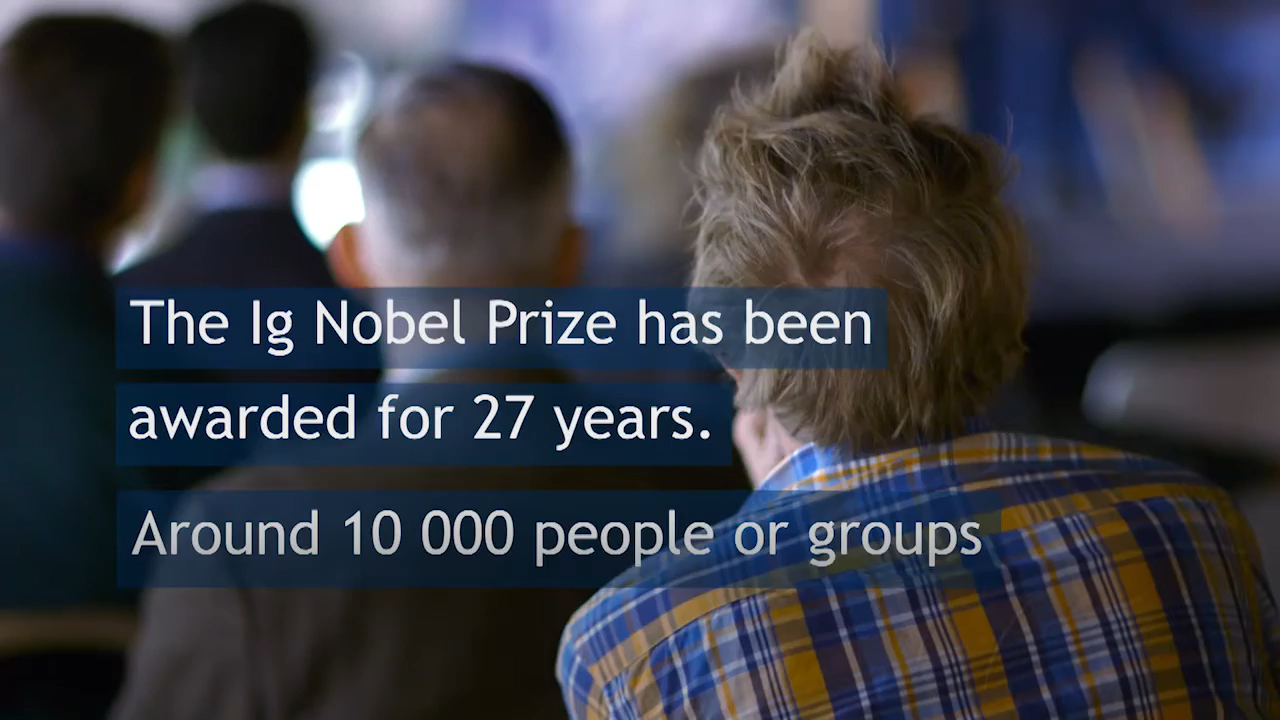 The Ig Nobel Prize has been
awarded for 27 years.
Around 10 000 people or groups